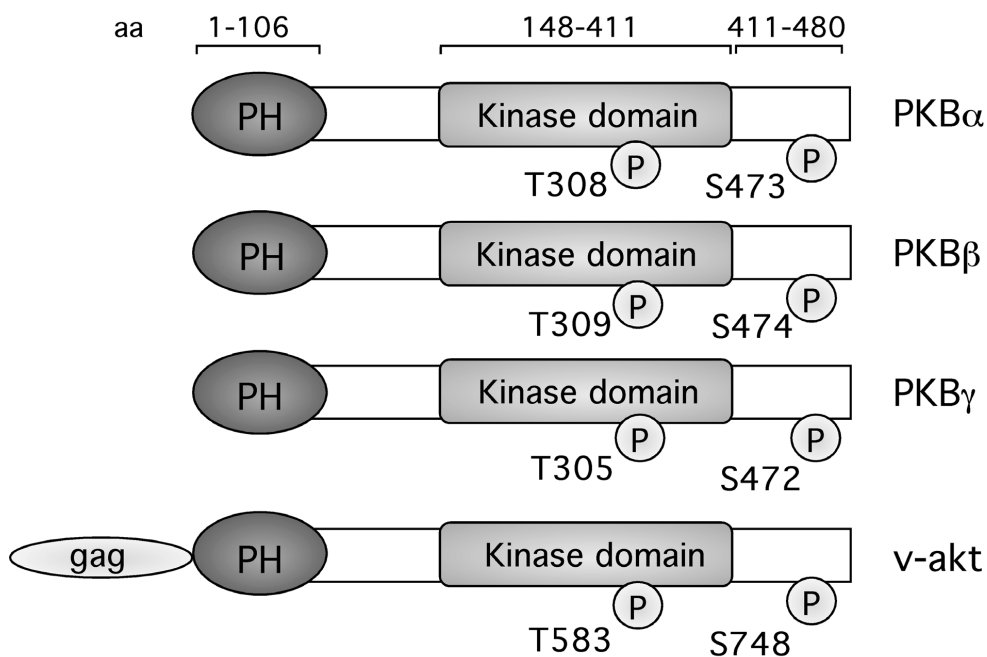 aa 1-106 148-411 411-480
PH Kinase domain PKBα
P P
T308 S473
PH Kinase domain PKBβ
P P
T309 S474
PH Kinase domain PKBγ
P P
T305 S472
gag PH Kinase domain v-akt
P P
T583 S748